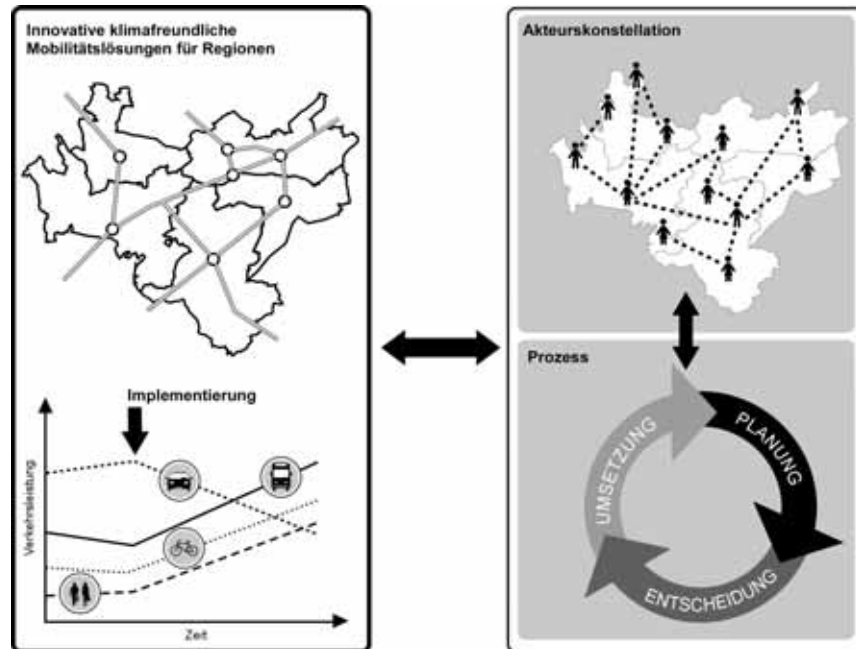 Innovative klimafreundliche
Mobilitätslösungen für Regionen
Implementierung
Verkehrsleistung
Zeit
Akteurskonstellation
Prozess
PLANUNG
ENTSCHEIDUNG
UMSETZUNG